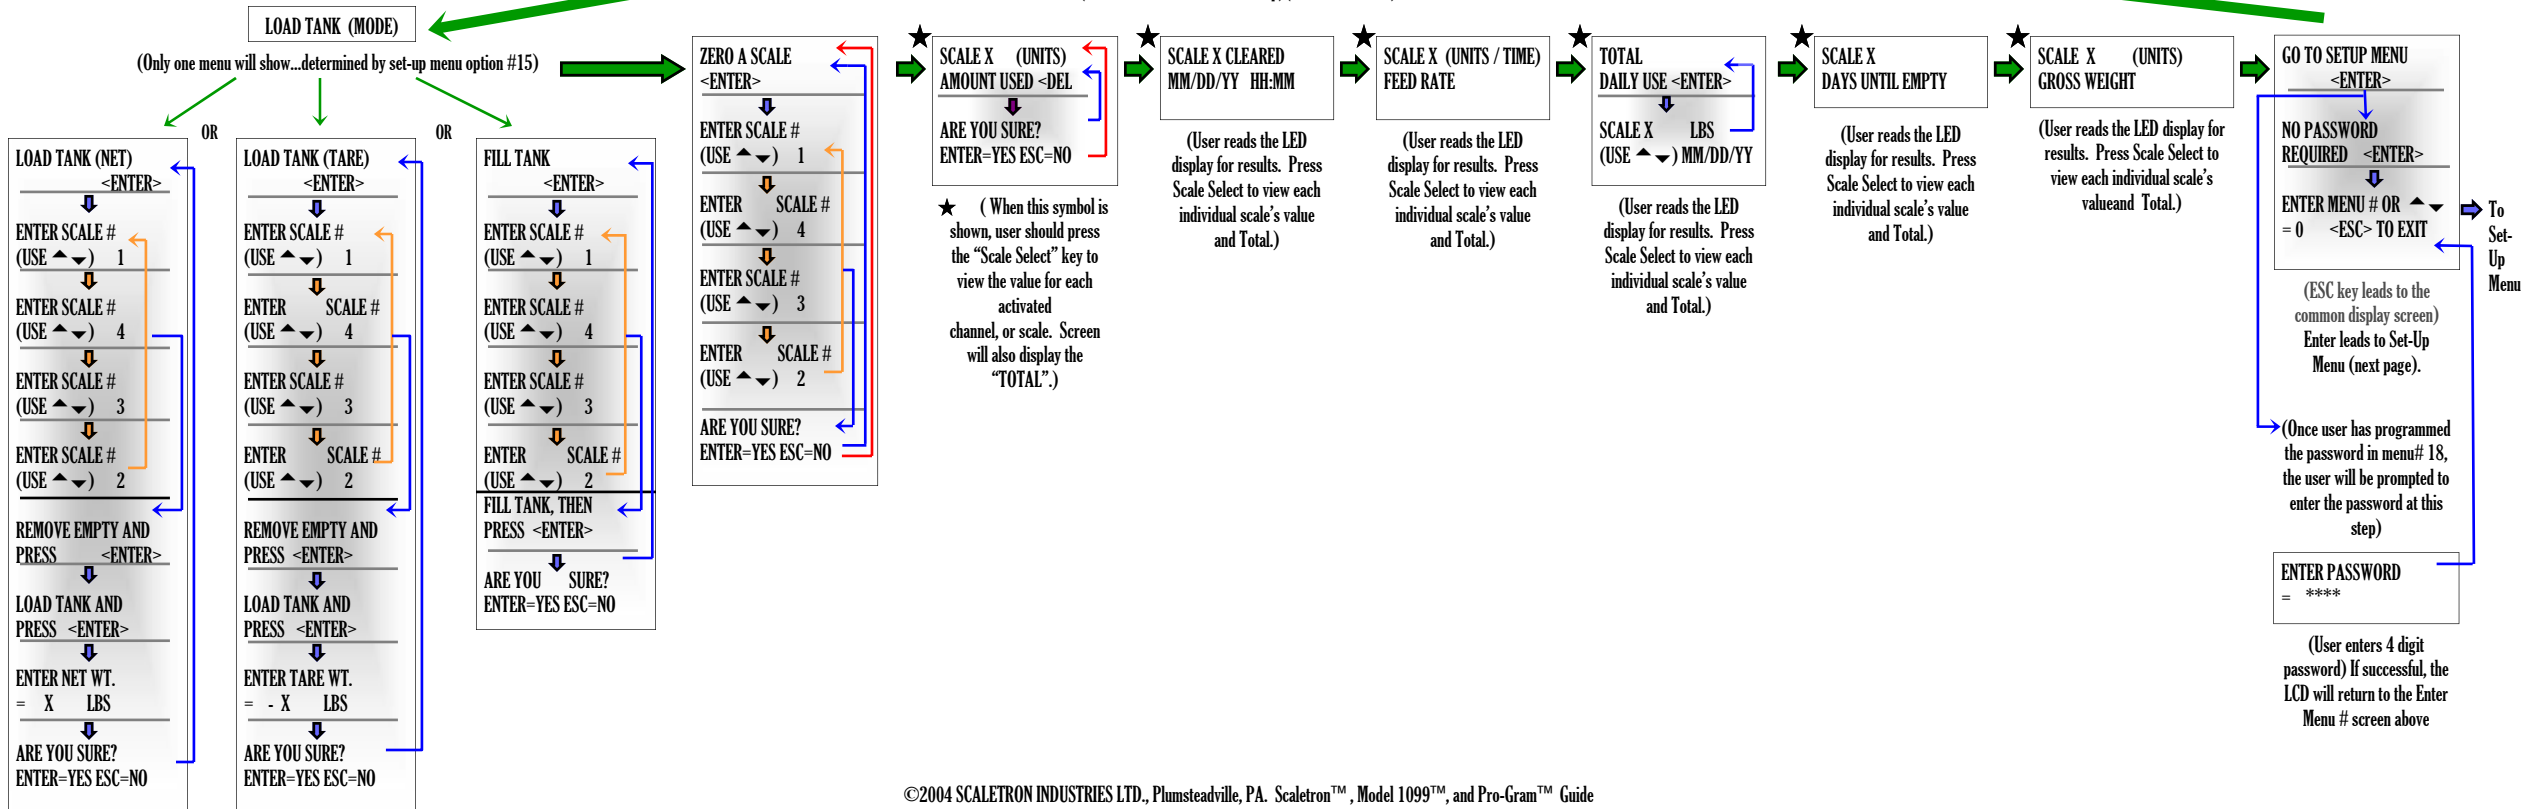 LOAD TANK (MODE)
(Only one menu will show...determined by set-up menu option #15)
OR
OR
LOAD TANK (NET)
<ENTER>
ENTER SCALE #
(USE ▲ ▼) 1
ENTER SCALE #
(USE ▲ ▼) 4
ENTER SCALE #
(USE ▲ ▼) 3
ENTER SCALE #
(USE ▲ ▼) 2
REMOVE EMPTY AND
PRESS <ENTER>
LOAD TANK AND
PRESS <ENTER>
ENTER NET WT.
= X LBS
ARE YOU SURE?
ENTER=YES ESC=NO
LOAD TANK (TARE)
<ENTER>
ENTER SCALE #
(USE ▲ ▼) 1
ENTER SCALE #
(USE ▲ ▼) 4
ENTER SCALE #
(USE ▲ ▼) 3
ENTER SCALE #
(USE ▲ ▼) 2
REMOVE EMPTY AND
PRESS <ENTER>
LOAD TANK AND
PRESS <ENTER>
ENTER TARE WT.
= - X LBS
ARE YOU SURE?
ENTER=YES ESC=NO
FILL TANK
<ENTER>
ENTER SCALE #
(USE ▲ ▼) 1
ENTER SCALE #
(USE ▲ ▼) 4
ENTER SCALE #
(USE ▲ ▼) 3
ENTER SCALE #
(USE ▲ ▼) 2
FILL TANK, THEN
PRESS <ENTER>
ARE YOU SURE?
ENTER=YES ESC=NO
ZERO A SCALE
<ENTER>
ENTER SCALE #
(USE ▲ ▼) 1
ENTER SCALE #
(USE ▲ ▼) 4
ENTER SCALE #
(USE ▲ ▼) 3
ENTER SCALE #
(USE ▲ ▼) 2
ARE YOU SURE?
ENTER=YES ESC=NO
★
SCALE X (UNITS)
AMOUNT USED <DEL
ARE YOU SURE?
ENTER=YES ESC=NO
★ ( When this symbol is
shown, user should press
the “Scale Select” key to
view the value for each
activated
channel, or scale. Screen
will also display the
“TOTAL”.)
★
SCALE X CLEARED
MM/DD/YY HH:MM
(User reads the LED
display for results. Press
Scale Select to view each
individual scale’s value
and Total.)
★
SCALE X (UNITS / TIME)
FEED RATE
(User reads the LED
display for results. Press
Scale Select to view each
individual scale’s value
and Total.)
★
TOTAL
DAILY USE <ENTER>
SCALE X LBS
(USE ▲ ▼) MM/DD/YY
(User reads the LED
display for results. Press
Scale Select to view each
individual scale’s value
and Total.)
★
SCALE X
DAYS UNTIL EMPTY
(User reads the LED
display for results. Press
Scale Select to view each
individual scale’s value
and Total.)
★
SCALE X (UNITS)
GROSS WEIGHT
(User reads the LED display for
results. Press Scale Select to
view each individual scale’s
valueand Total.)
GO TO SETUP MENU
<ENTER>
NO PASSWORD
REQUIRED <ENTER>
ENTER MENU # OR ▲ ▼
= 0 <ESC> TO EXIT
To
Set-
Up
Menu
(ESC key leads to the
common display screen)
Enter leads to Set-Up
Menu (next page).
(Once user has programmed
the password in menu# 18,
the user will be prompted to
enter the password at this
step)
ENTER PASSWORD
= ****
(User enters 4 digit
password) If successful, the
LCD will return to the Enter
Menu # screen above
©2004 SCALETRON INDUSTRIES LTD., Plumsteadville, PA. Scaletron™ , Model 1099™, and Pro-Gram™ Guide